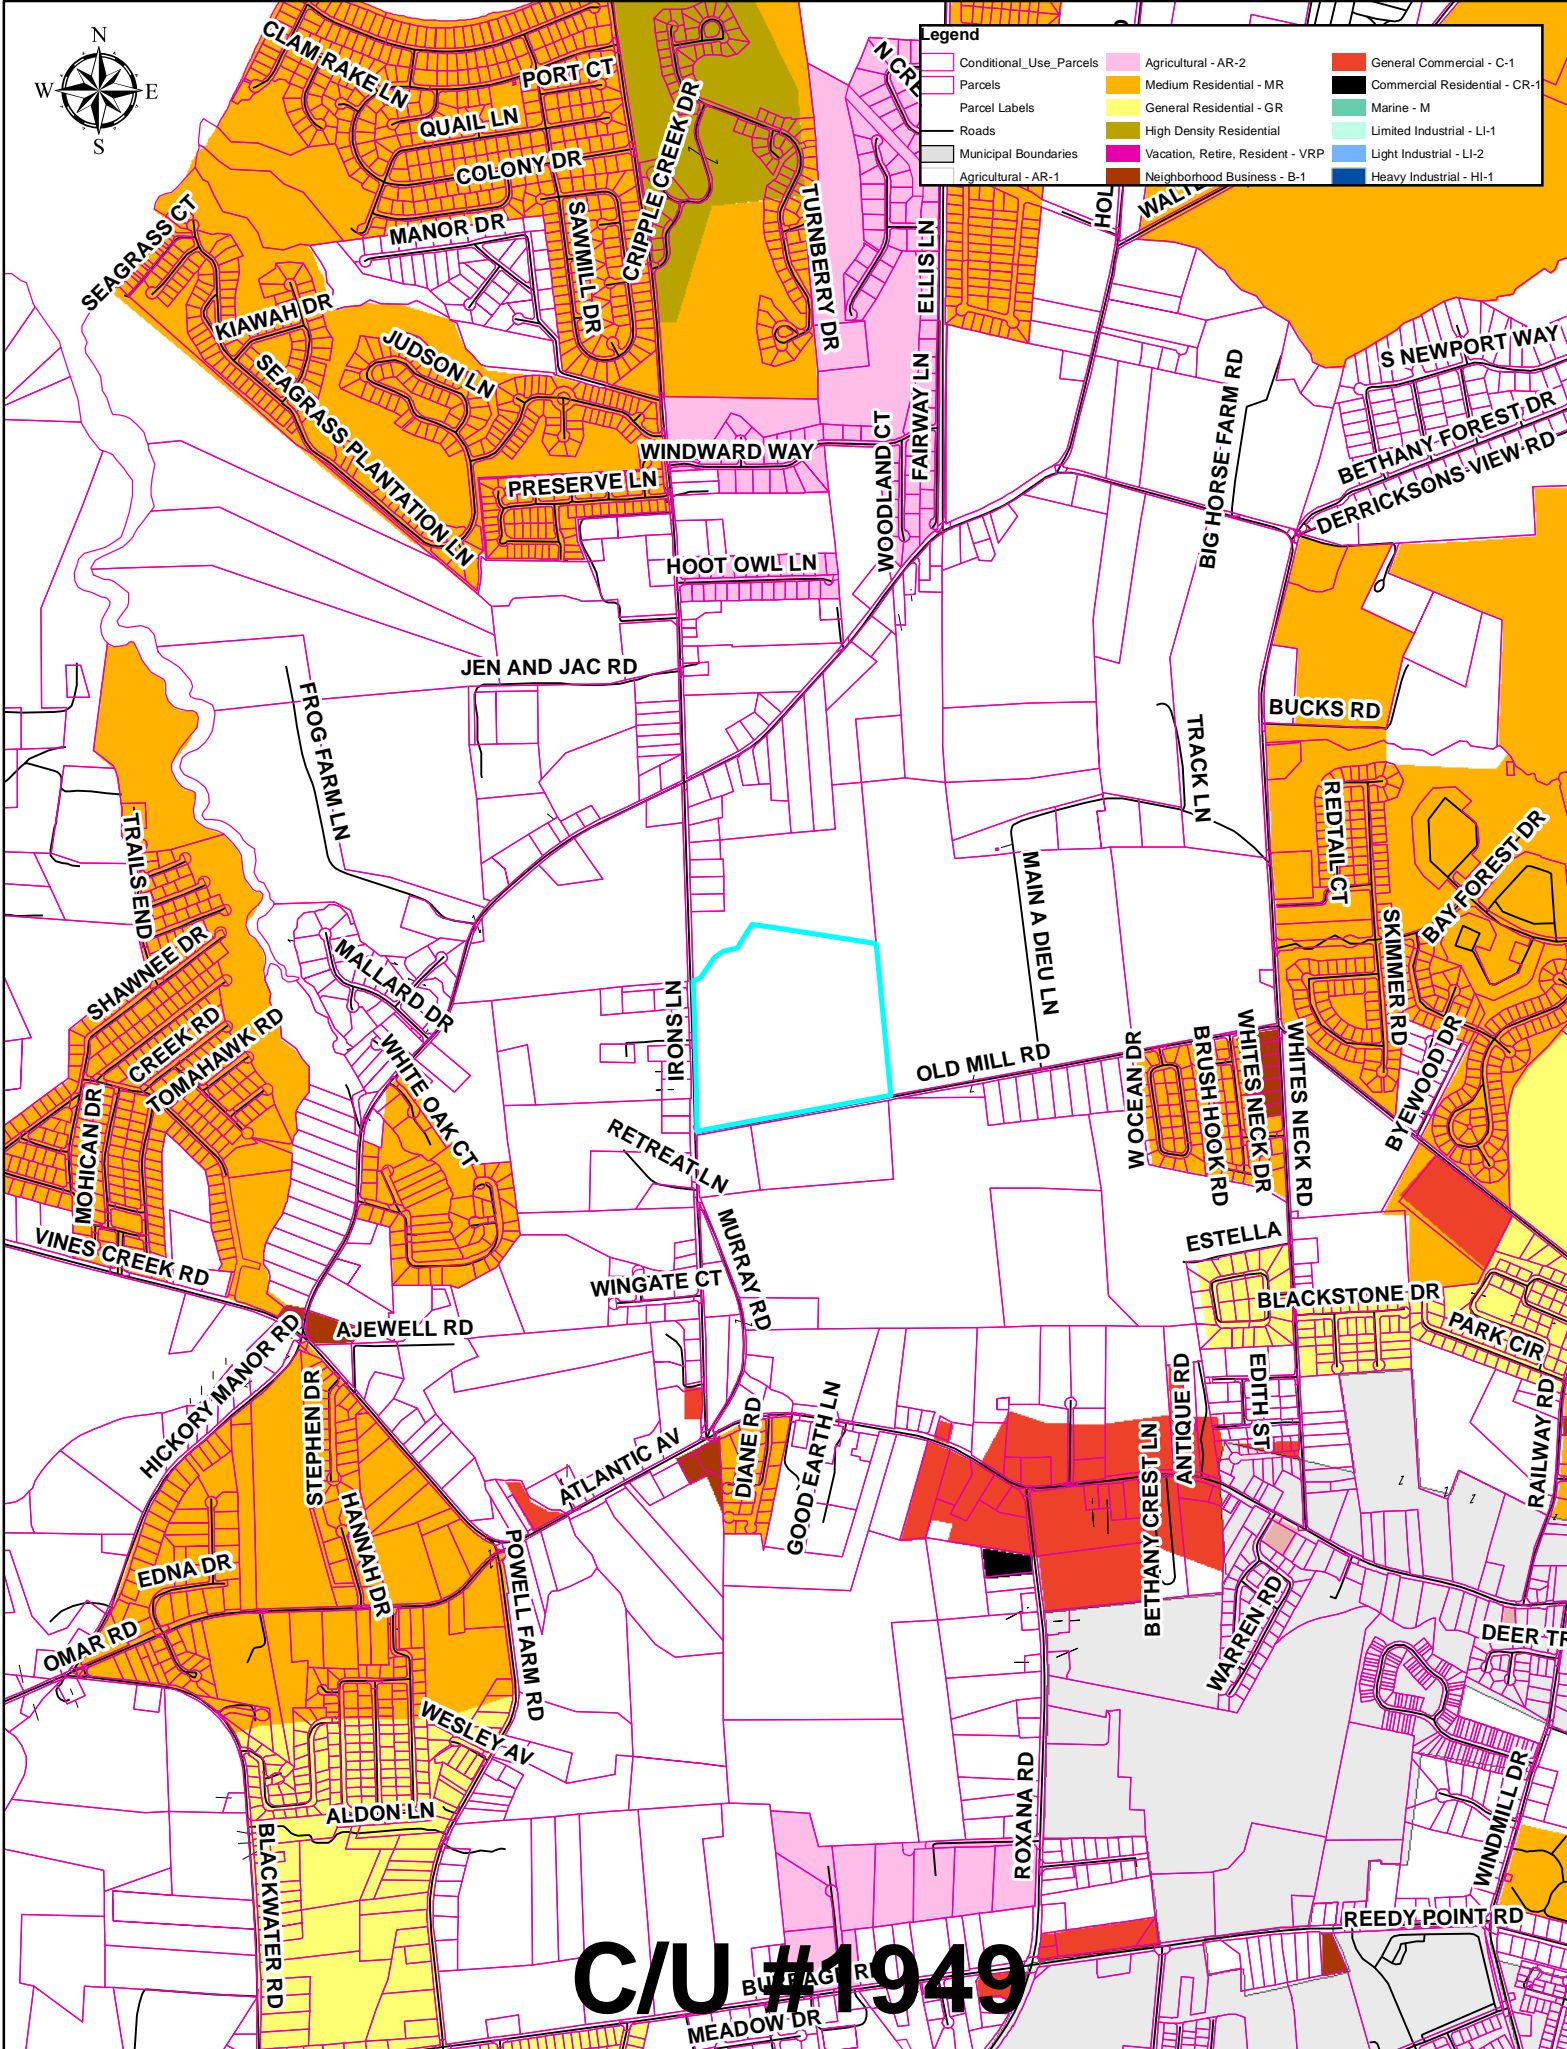 N
W E
S
Legend
Conditional_Use_Parcels
Parcels
Parcel Labels
Roads
Municipal Boundaries
Agricultural - AR-1
Agricultural - AR-2
Medium Residential - MR
General Residential - GR
High Density Residential
Vacation, Retire, Resident - VRP
Neighborhood Business - B-1
General Commercial - C-1
Commercial Residential - CR-1
Marine - M
Limited Industrial - LI-1
Light Industrial - LI-2
Heavy Industrial - HI-1
CLAM RAKE LN
PORT CT
QUAIL LN
COLONY DR
MANOR DR
SAWMILL DR
CRIPPLE CREEK DR
TURNBERRY DR
N CRE
ELLIS LN
HOL
WALTE
SEAGRASS CT
KIAWAH DR
JUDSON LN
SEAGRASS PLANTATION LN
FAIRWAY LN
WOODLAND CT
BIG HORSE FARM RD
S NEWPORT WAY
BETHANY FOREST DR
DERRICKSONS VIEW RD
WINDWARD WAY
PRESERVE LN
HOOT OWL LN
JEN AND JAC RD
FROG FARM LN
BUCKS RD
TRACK LN
REDTAIL CT
BAY FOREST DR
SKIMMER RD
TRAILS END
MAIN A DIEU LN
SHAWNEE DR
MALLARD DR
CREEK RD
TOMAHAWK RD
IRONS LN
WHITE OAK CT
OLD MILL RD
W OCEAN DR
BRUSH HOOK RD
WHITES NECK DR
WHITES NECK RD
BYEWOOD DR
MOHICAN DR
RETREAT LN
MURRAY RD
VINES CREEK RD
ESTELLA
WINGATE CT
BLACKSTONE DR
PARK CIR
AJEWELL RD
HICKORY MANOR RD
STEPHEN DR
ANTIQUE RD
EDITH ST
RAILWAY RD
ATLANTIC AV
DIANE RD
GOOD EARTH LN
BETHANY CREST LN
HANNAH DR
EDNA DR
POWELL FARM RD
OMAR RD
WARREN RD
DEER TR
WESLEY AV
ROXANA RD
WINDMILL DR
ALDON LN
BLACKWATER RD
REEDY POINT RD
C/U #1949
MEADOW DR